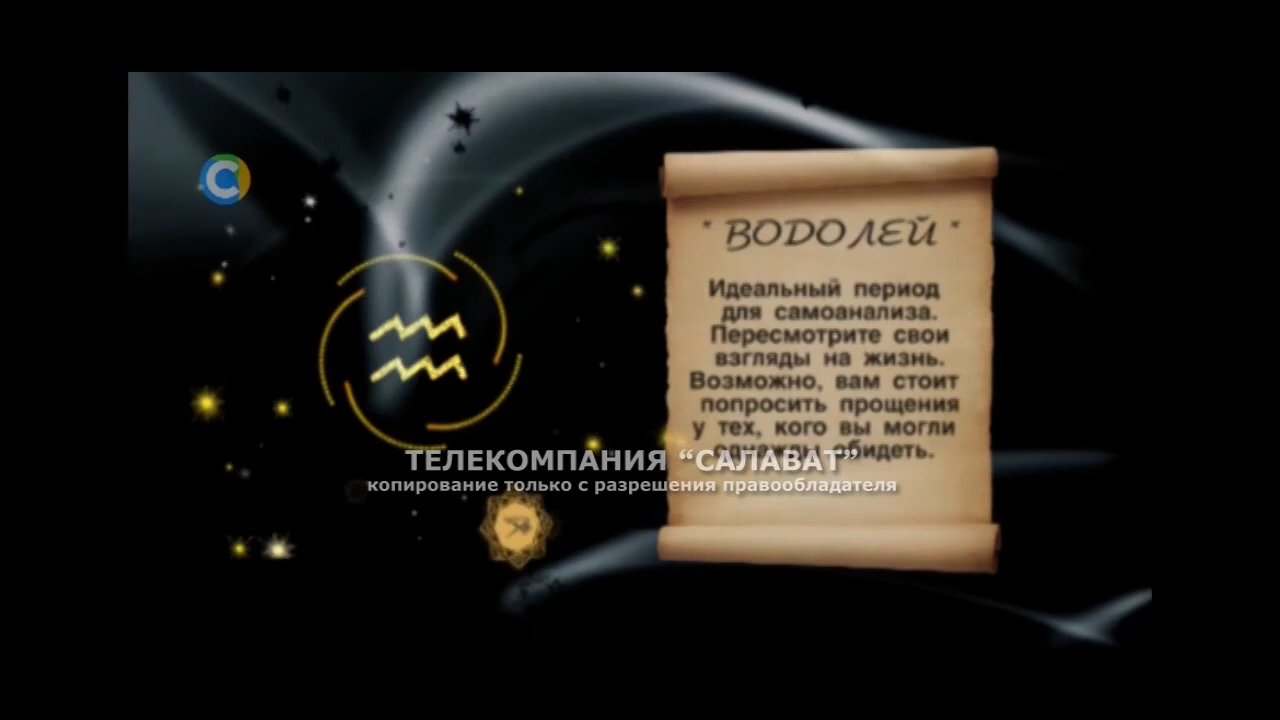 " ВОДОЛЕЙ "
Идеальный период
для самоанализа.
Пересмотрите свои
взгляды на жизнь.
Возможно, вам стоит
попросить прощения
у тех, кого вы могли
однажды обидеть.
ТЕЛЕКОМПАНИЯ “САЛАВАТ”
копирование только с разрешения правообладателя